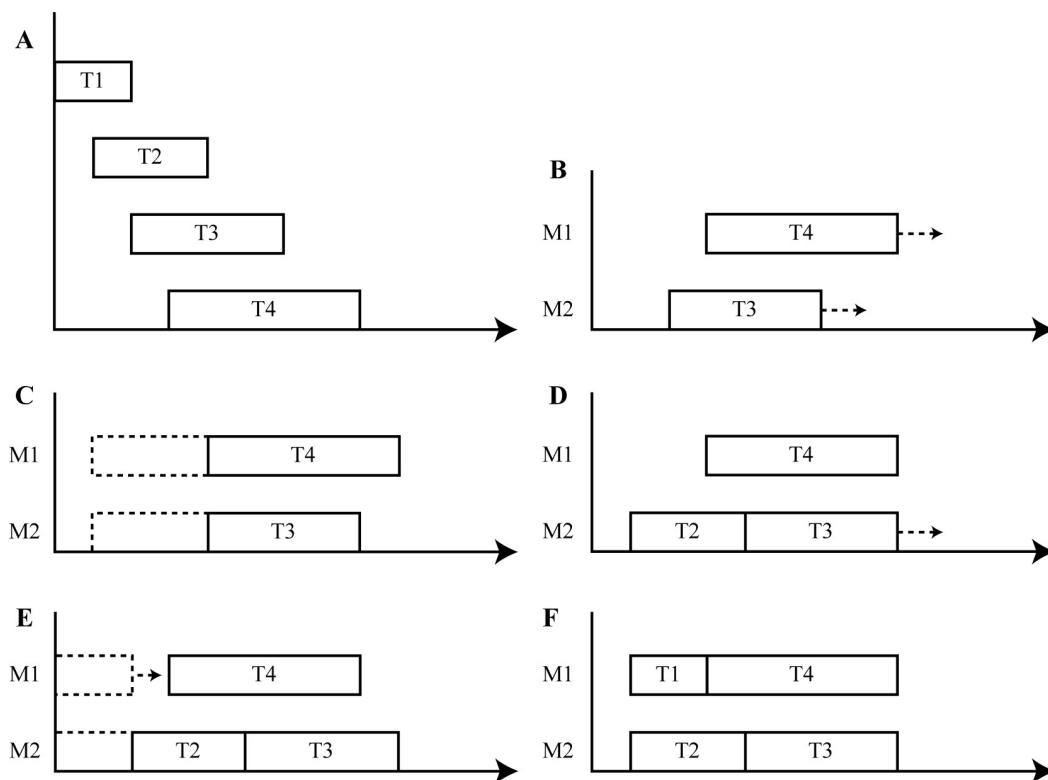 A
T1
T2
T3
T4
B
M1 T4
M2 T3
C
M1 T4
M2 T3
D
M1 T4
M2 T2 T3
E
M1 T4
M2 T2 T3
F
M1 T1 T4
M2 T2 T3